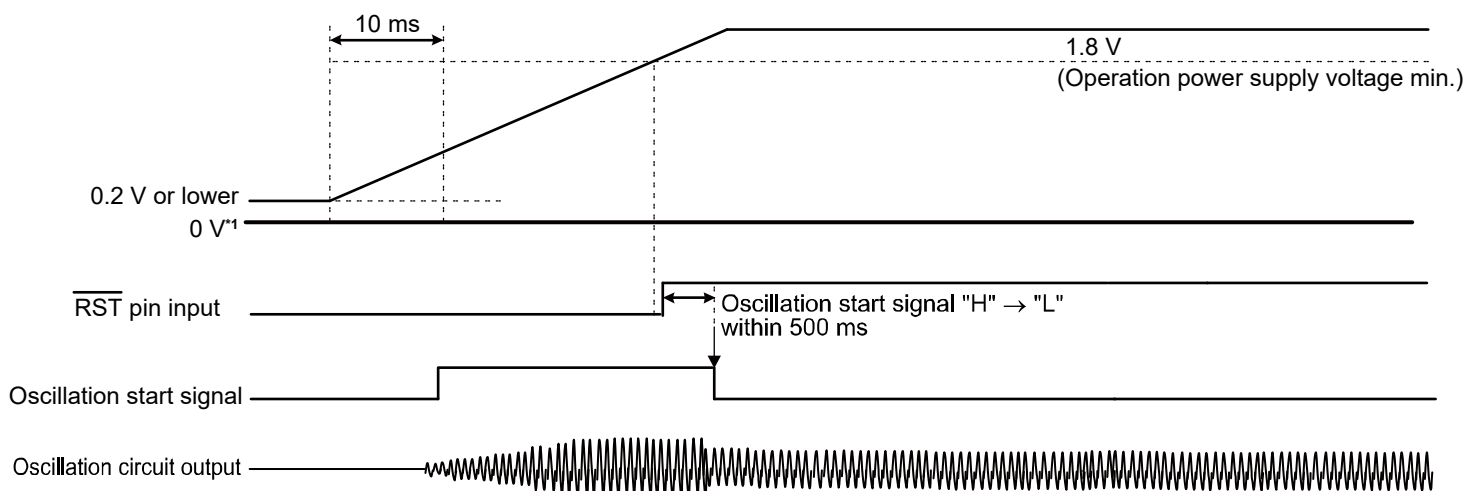 10 ms
1.8 V
(Operation power supply voltage min.)
0.2 V or lower
0 V*1
RST pin input
Oscillation start signal "H" → "L"
within 500 ms
Oscillation start signal
Oscillation circuit output